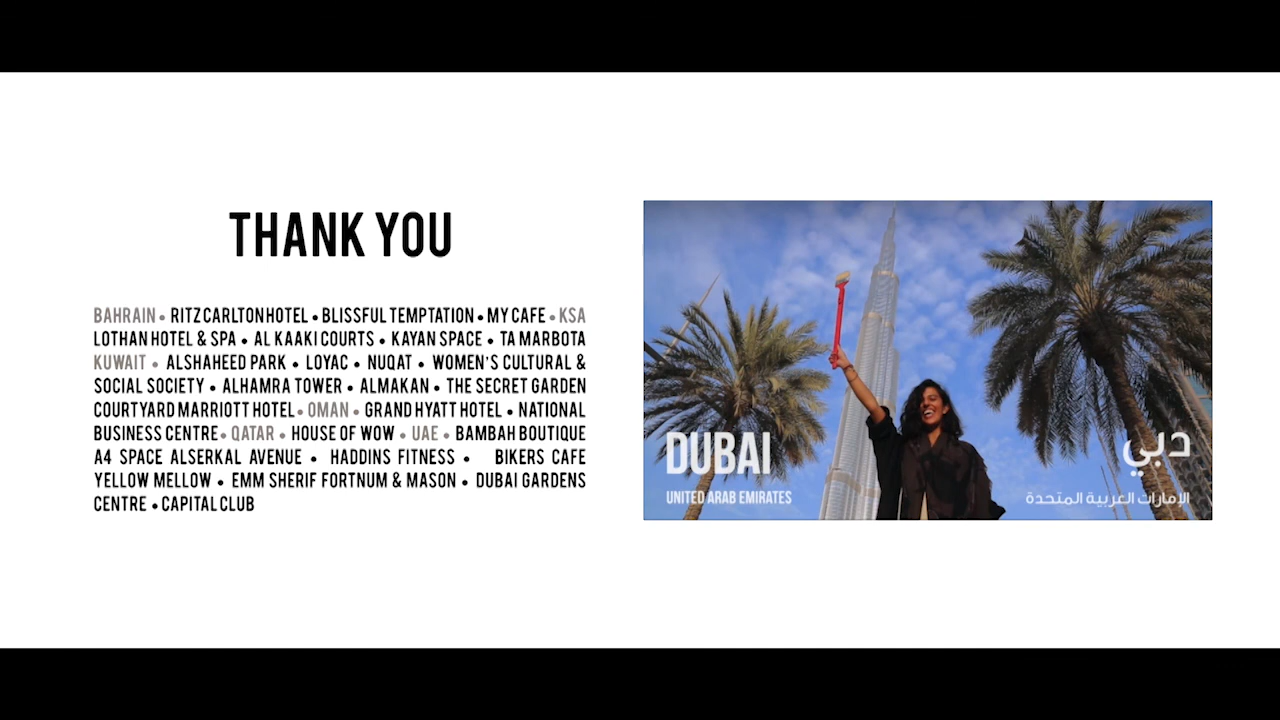 THANK YOU
BAHRAIN • RITZ CARLTON HOTEL • BLISSFUL TEMPTATION • MY CAFE • KSA
LOTHAN HOTEL & SPA • AL KAAKI COURTS • KAYAN SPACE • TA MARBOTA
KUWAIT • ALSHAHEED PARK • LOYAC • NUQAT • WOMEN'S CULTURAL &
SOCIAL SOCIETY • ALHAMRA TOWER • ALMAKAN • THE SECRET GARDEN
COURTYARD MARRIOTT HOTEL • OMAN • GRAND HYATT HOTEL • NATIONAL
BUSINESS CENTRE • QATAR • HOUSE OF WOW • UAE • BAMBAH BOUTIQUE
A4 SPACE ALSERKAL AVENUE • HADDINS FITNESS • BIKERS CAFE
YELLOW MELLOW • EMM SHERIF FORTNUM & MASON • DUBAI GARDENS
CENTRE • CAPITAL CLUB
DUBAI
UNITED ARAB EMIRATES
دبي
الإمارات العربية المتحدة